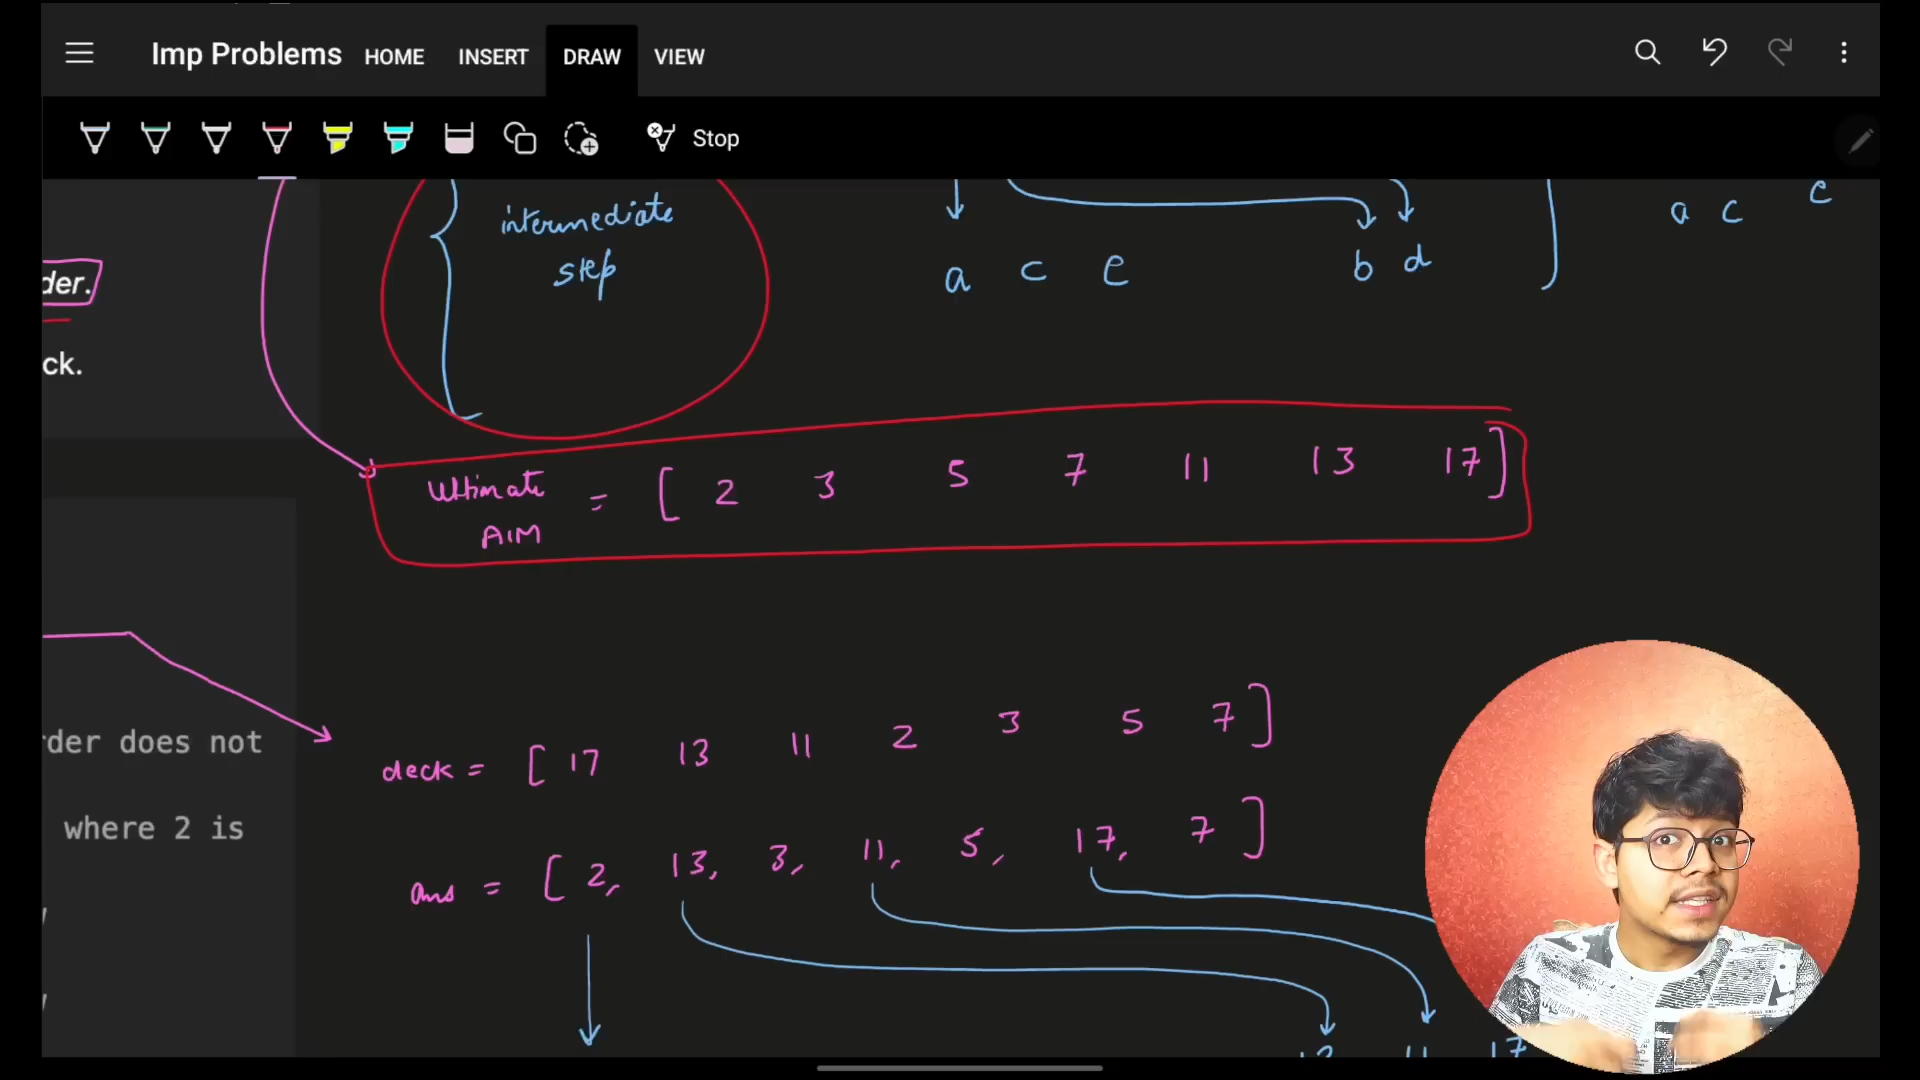 Imp Problems HOME INSERT DRAW VIEW
Stop
intermediate
step
a c e b d
a c e
der.
ck.
Ultimate
AIM = [ 2 3 5 7 11 13 17 ]
rder does not
where 2 is
deck = [ 17 13 11 2 3 5 7 ]
ans = [ 2, 13, 3, 11, 5, 17, 7 ]
17